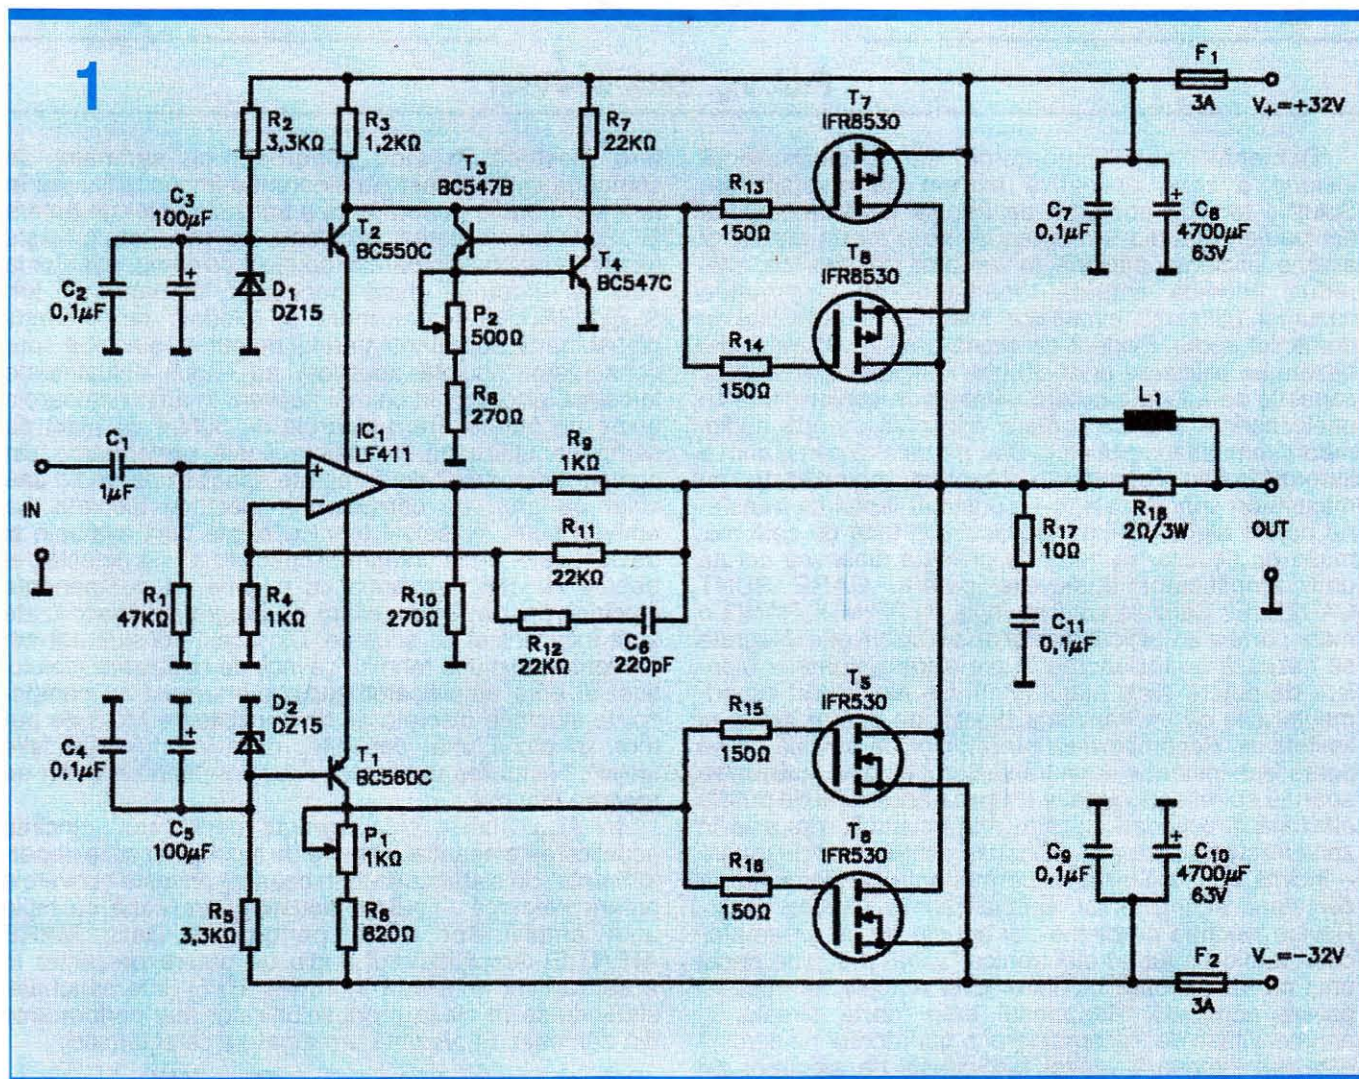 1
F1
3A
V+=+32V
R2
3,3KΩ
R3
1,2KΩ
R7
22KΩ
T7
IFR8530
T3
BC547B
R13
150Ω
C3
100µF
T2
BC550C
T4
BC547C
C7
0,1µF
+
C8
4700µF
63V
C2
0,1µF
+
D1
DZ15
P2
500Ω
T8
IFR8530
R14
150Ω
R8
270Ω
L1
C1
1µF
IC1
LF411
+
−
R9
1KΩ
IN
R11
22KΩ
R17
10Ω
R18
2Ω/3W
OUT
R1
47KΩ
R4
1KΩ
R10
270Ω
R12
22KΩ
C6
220pF
C11
0,1µF
D2
DZ15
T5
IFR530
R15
150Ω
C4
0,1µF
+
C5
100µF
T1
BC560C
P1
1KΩ
T6
IFR530
R16
150Ω
C9
0,1µF
+
C10
4700µF
63V
R5
3,3KΩ
R6
820Ω
F2
3A
V−=−32V